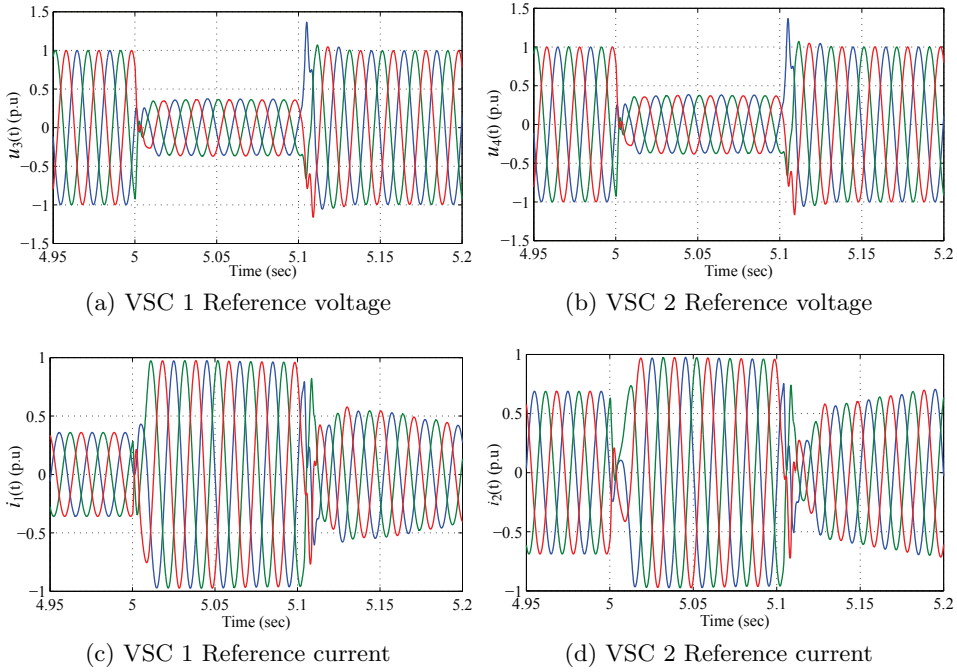 1.5
1
0.5
0
−0.5
−1
−1.5
u3(t) (p.u)
4.95 5 5.05 5.1 5.15 5.2
Time (sec)
(a) VSC 1 Reference voltage
1.5
1
0.5
0
−0.5
−1
−1.5
u4(t) (p.u)
4.95 5 5.05 5.1 5.15 5.2
Time (sec)
(b) VSC 2 Reference voltage
1
0.5
0
−0.5
−1
i1(t) (p.u)
4.95 5 5.05 5.1 5.15 5.2
Time (sec)
(c) VSC 1 Reference current
1
0.5
0
−0.5
−1
i2(t) (p.u)
4.95 5 5.05 5.1 5.15 5.2
Time (sec)
(d) VSC 2 Reference current